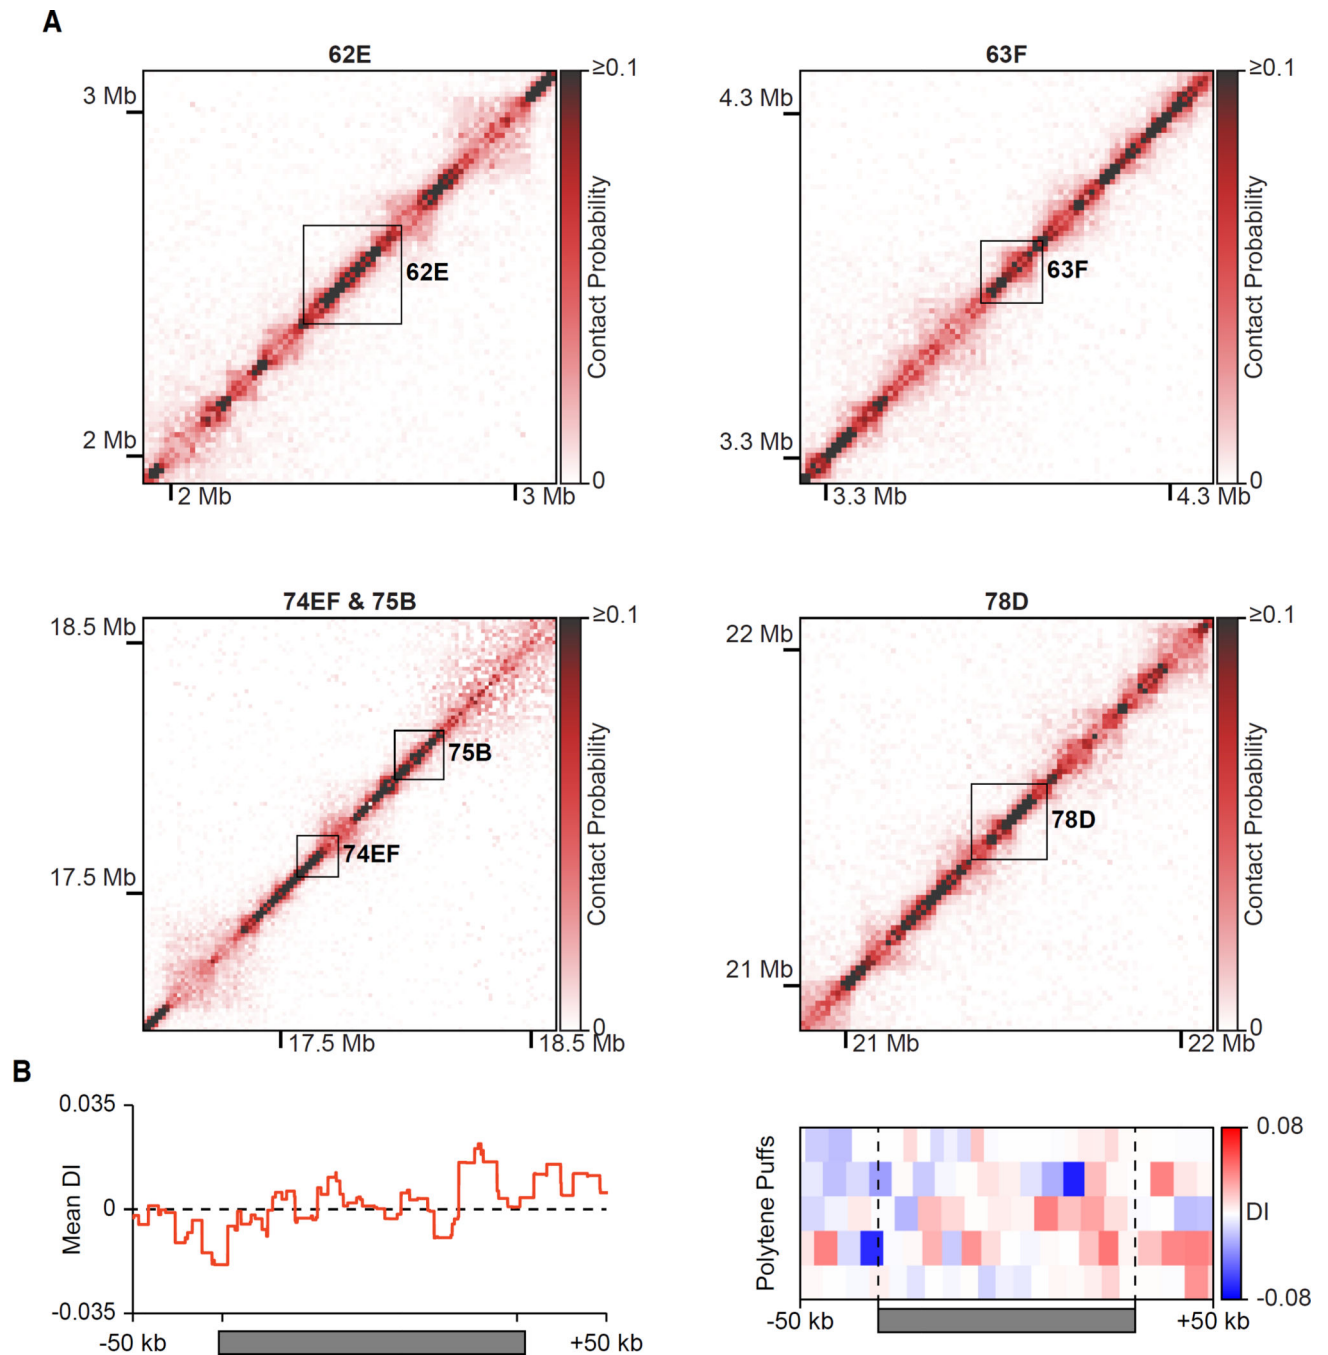 A
62E
63F
3 Mb
2 Mb
62E
2 Mb
3 Mb
≥0.1
Contact Probability
0
4.3 Mb
3.3 Mb
63F
3.3 Mb
4.3 Mb
≥0.1
Contact Probability
0
74EF & 75B
78D
18.5 Mb
17.5 Mb
75B
74EF
17.5 Mb
18.5 Mb
≥0.1
Contact Probability
0
22 Mb
21 Mb
78D
21 Mb
22 Mb
≥0.1
Contact Probability
0
B
0.035
0
-0.035
Mean DI
-50 kb
+50 kb
Polytene Puffs
-50 kb
+50 kb
0.08
DI
-0.08